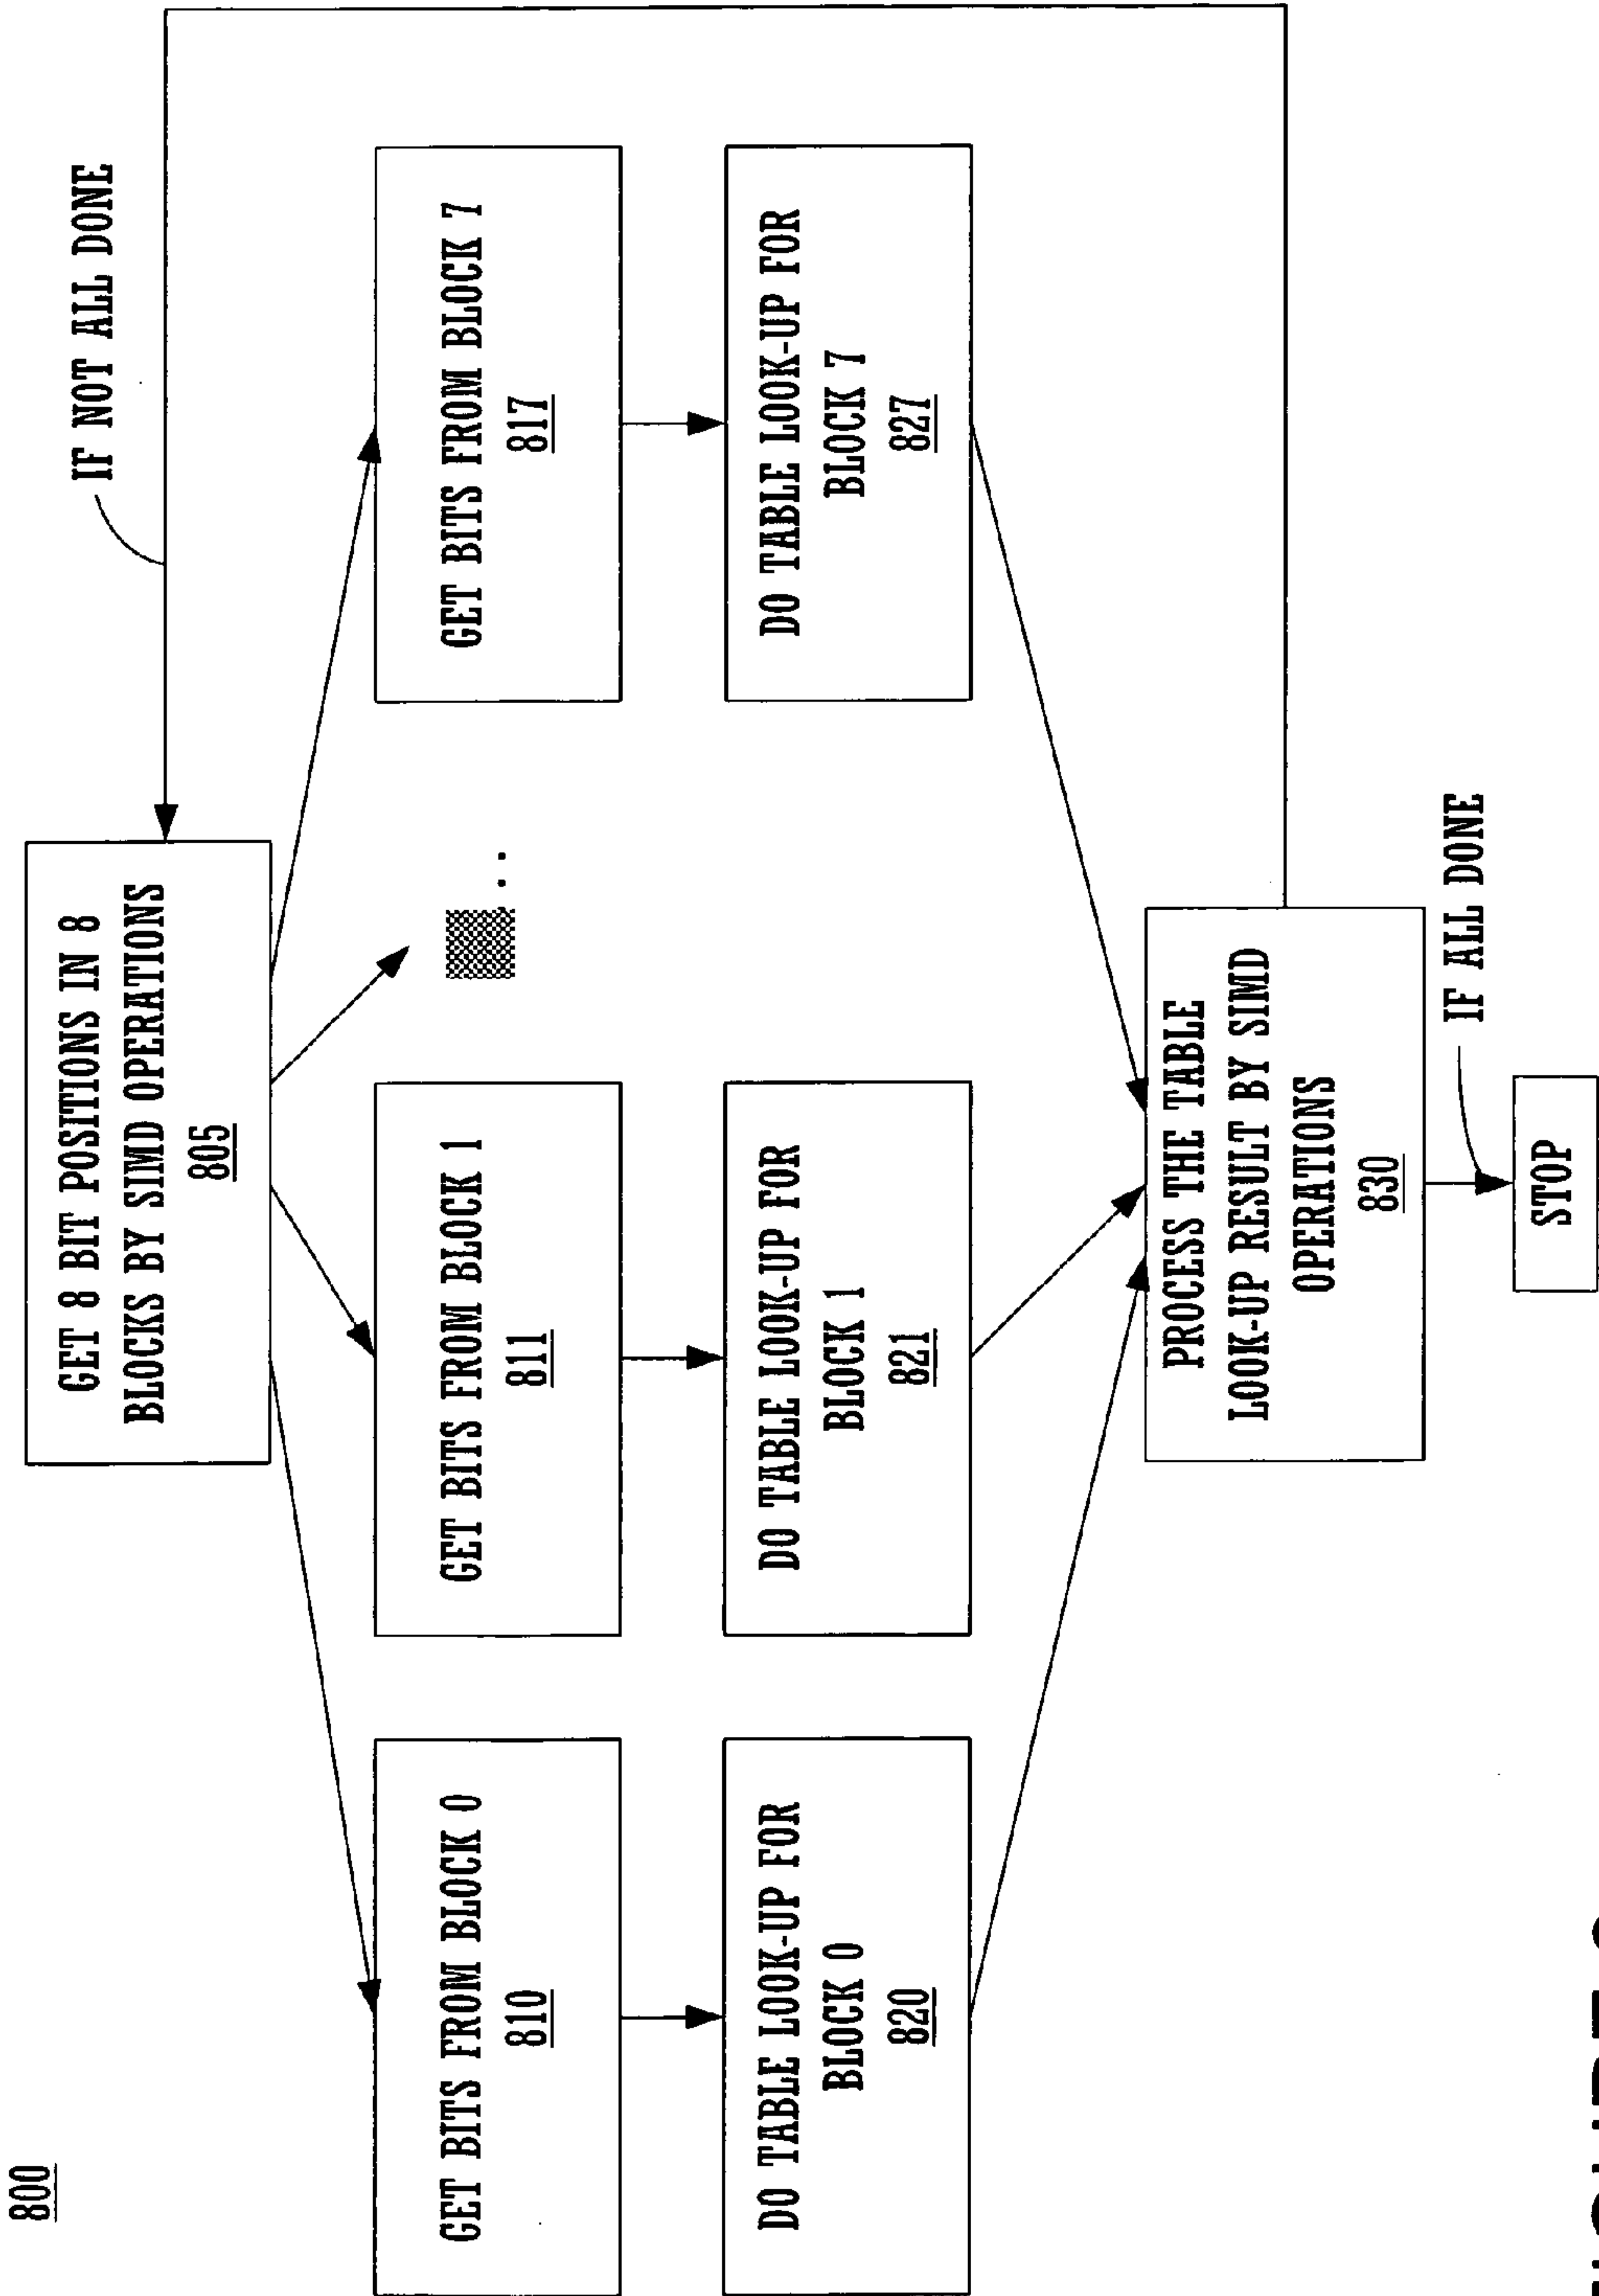 800
GET 8 BIT POSITIONS IN 8
BLOCKS BY SIMD OPERATIONS
805
IF NOT ALL DONE
GET BITS FROM BLOCK 0
810
GET BITS FROM BLOCK 1
811
GET BITS FROM BLOCK 7
817
DO TABLE LOOK-UP FOR
BLOCK 0
820
DO TABLE LOOK-UP FOR
BLOCK 1
821
DO TABLE LOOK-UP FOR
BLOCK 7
827
PROCESS THE TABLE
LOOK-UP RESULT BY SIMD
OPERATIONS
830
IF ALL DONE
STOP